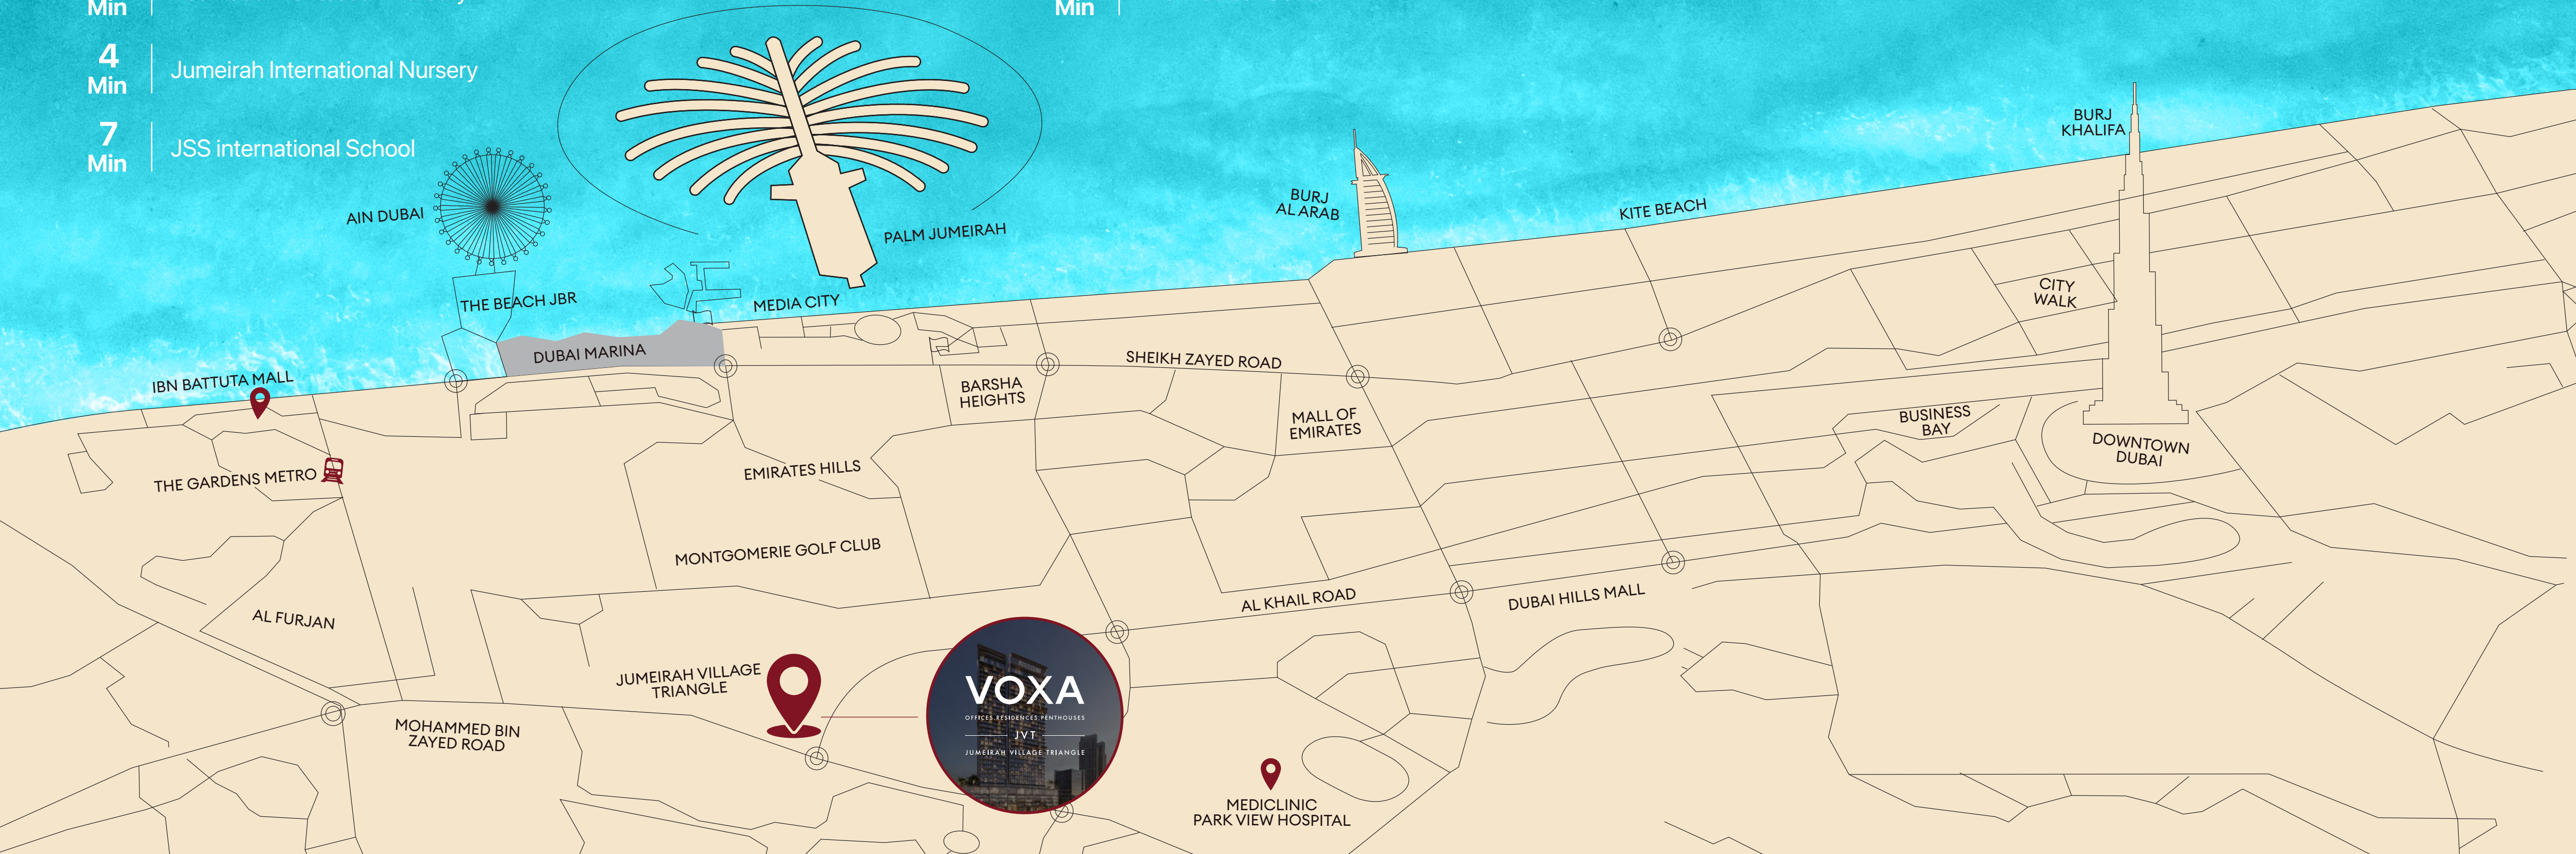 Min
4
Min
Jumeirah International Nursery
7
Min
JSS international School
Min
AIN DUBAI
THE BEACH JBR
PALM JUMEIRAH
MEDIA CITY
BURJ
AL ARAB
KITE BEACH
BURJ
KHALIFA
CITY
WALK
IBN BATTUTA MALL
DUBAI MARINA
BARSHA
HEIGHTS
SHEIKH ZAYED ROAD
MALL OF
EMIRATES
BUSINESS
BAY
DOWNTOWN
DUBAI
THE GARDENS METRO
EMIRATES HILLS
MONTGOMERIE GOLF CLUB
AL FURJAN
AL KHAIL ROAD
DUBAI HILLS MALL
JUMEIRAH VILLAGE
TRIANGLE
VOXA
OFFICES.RESIDENCES.PENTHOUSES
JVT
JUMEIRAH VILLAGE TRIANGLE
MOHAMMED BIN
ZAYED ROAD
MEDICLINIC
PARK VIEW HOSPITAL